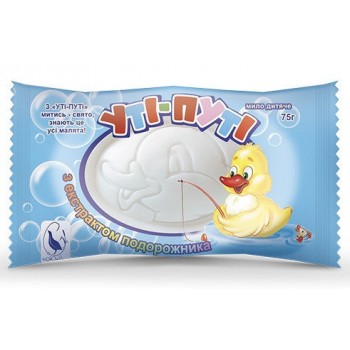 З «УТІ-ПУТІ»
митись - свято,
знають це
усі малята!
УТІ-ПУТІ
мило дитяче
75г
з екстрактом подорожника